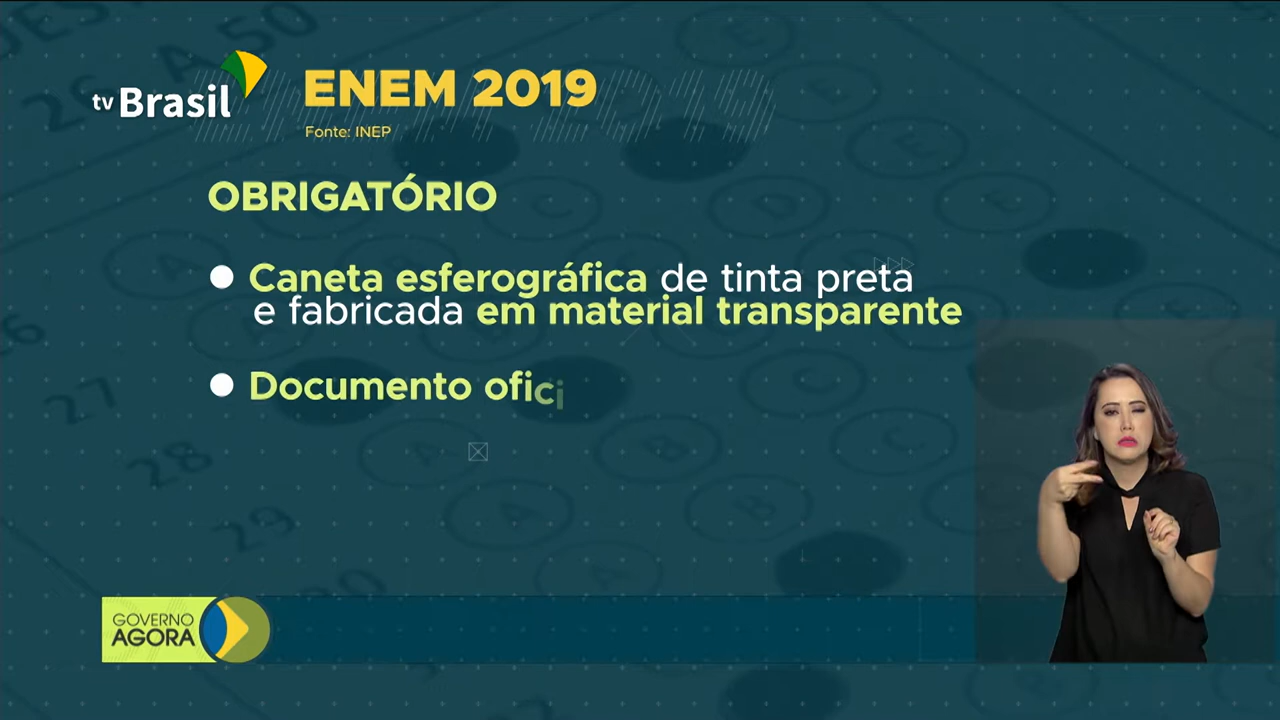 tv Brasil
ENEM 2019
Fonte: INEP
OBRIGATÓRIO
Caneta esferográfica de tinta preta
e fabricada em material transparente
Documento ofici
GOVERNO
AGORA